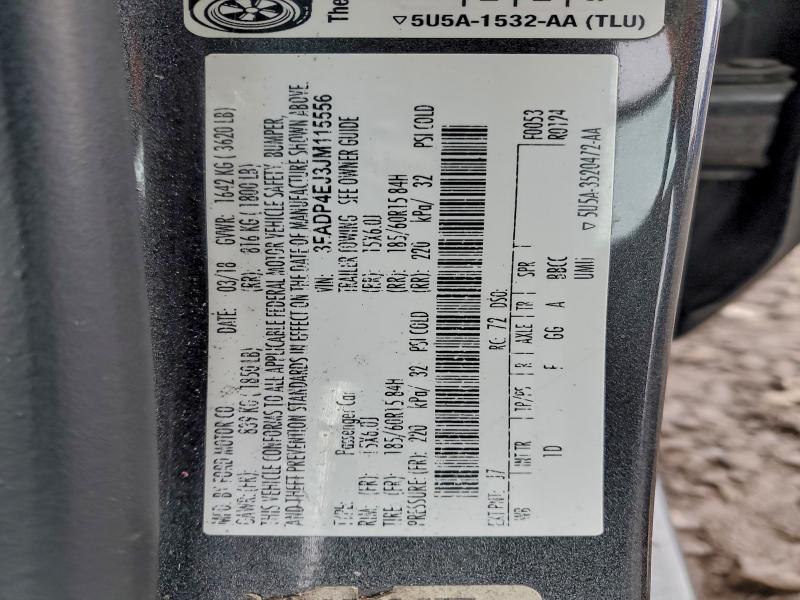 The
5U5A-1532-AA (TLU)
MFD. BY FORD MOTOR CO. DATE: 03/18 GVWR: 1642 KG ( 3620 LB)
GAWR: (FR): 839 KG ( 1850 LB) (RR): 816 KG ( 1800 LB)
THIS VEHICLE CONFORMS TO ALL APPLICABLE FEDERAL MOTOR VEHICLE SAFETY, BUMPER,
AND THEFT PREVENTION STANDARDS IN EFFECT ON THE DATE OF MANUFACTURE SHOWN ABOVE.
VIN: 3FADP4EJ3JM115556
TYPE: Passenger Car TRAILER TOWING SEE OWNER GUIDE
RIM: (FR): 15X6.0J (RR): 15X6.0J
TIRE (FR): 185/60R15 84H (RR): 185/60R15 84H
PRESSURE (FR): 220 kPa/ 32 PSI COLD (RR): 220 kPa/ 32 PSI COLD
EXT PNT: J7 RC: 72 DSO: F0053
WB INT TR TP/PS R AXLE TR SPR R0124
1D F GG A BBCC
UMMi 5U5A-3520472-AA